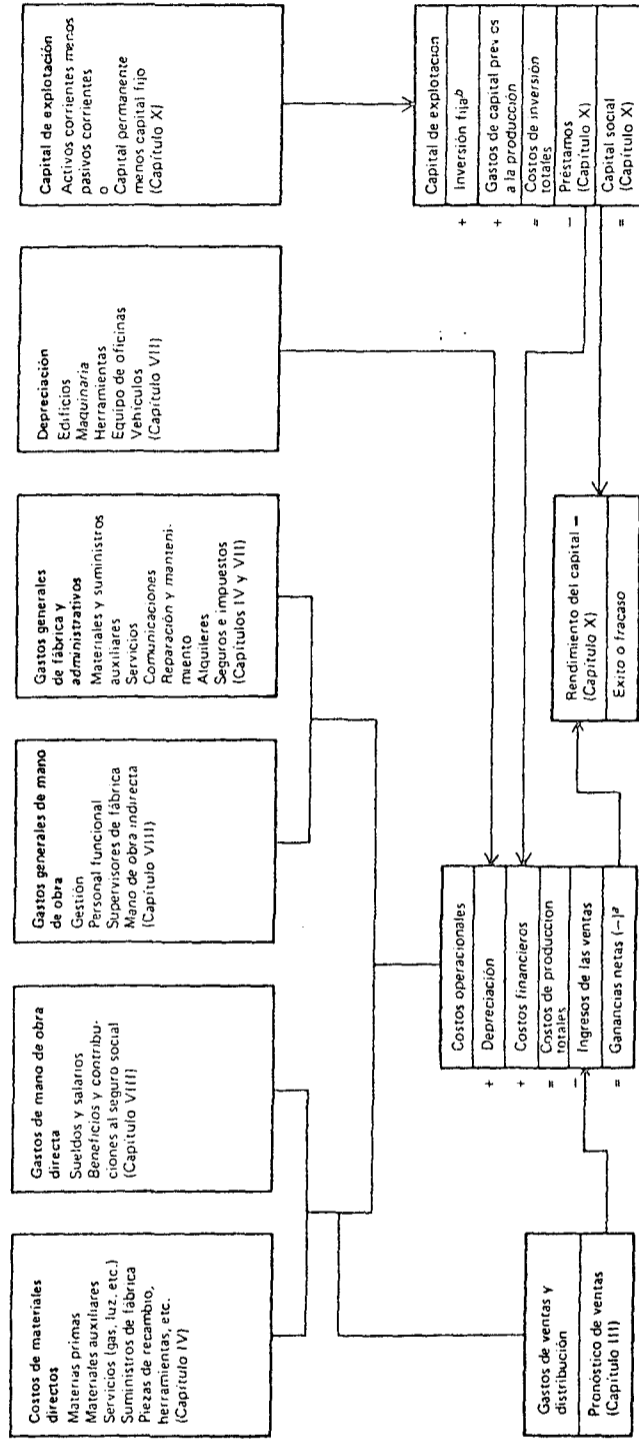 Costos de materiales
directos
Materias primas
Materiales auxiliares
Servicios (gas, luz, etc.)
Suministros de fábrica
Piezas de recambio,
herramientas, etc.
(Capítulo IV)
Gastos de mano de obra
directa
Sueldos y salarios
Beneficios y contribu-
ciones al seguro social
(Capítulo VIII)
Gastos generales de mano
de obra
Gestión
Personal funcional
Supervisores de fábrica
Mano de obra indirecta
(Capítulo VIII)
Gastos generales
de fábrica y
administrativos
Materiales y suministros
auxiliares
Servicios
Comunicaciones
Reparación y manteni-
miento
Alquileres
Seguros e impuestos
(Capítulos IV y VII)
Depreciación
Edificios
Maquinaria
Herramientas
Equipo de oficinas
Vehículos
(Capítulo VII)
Capital de explotación
Activos corrientes menos
pasivos corrientes
o
Capital permanente
menos capital fijo
(Capítulo X)
Gastos de ventas y
distribución
Pronóstico de ventas
(Capítulo III)
Costos operacionales
+ Depreciación
+ Costos financieros
= Costos de produccion
totales
− Ingresos de las ventas
= Ganancias netas (−)a
Rendimiento del capital =
(Capítulo X)
Exito o fracaso
Capital de explotacion
+ Inversión fijab
+ Gastos de capital previos
a la producción
= Costos de inversión
totales
− Préstamos
(Capítulo X)
= Capital social
(Capítulo X)